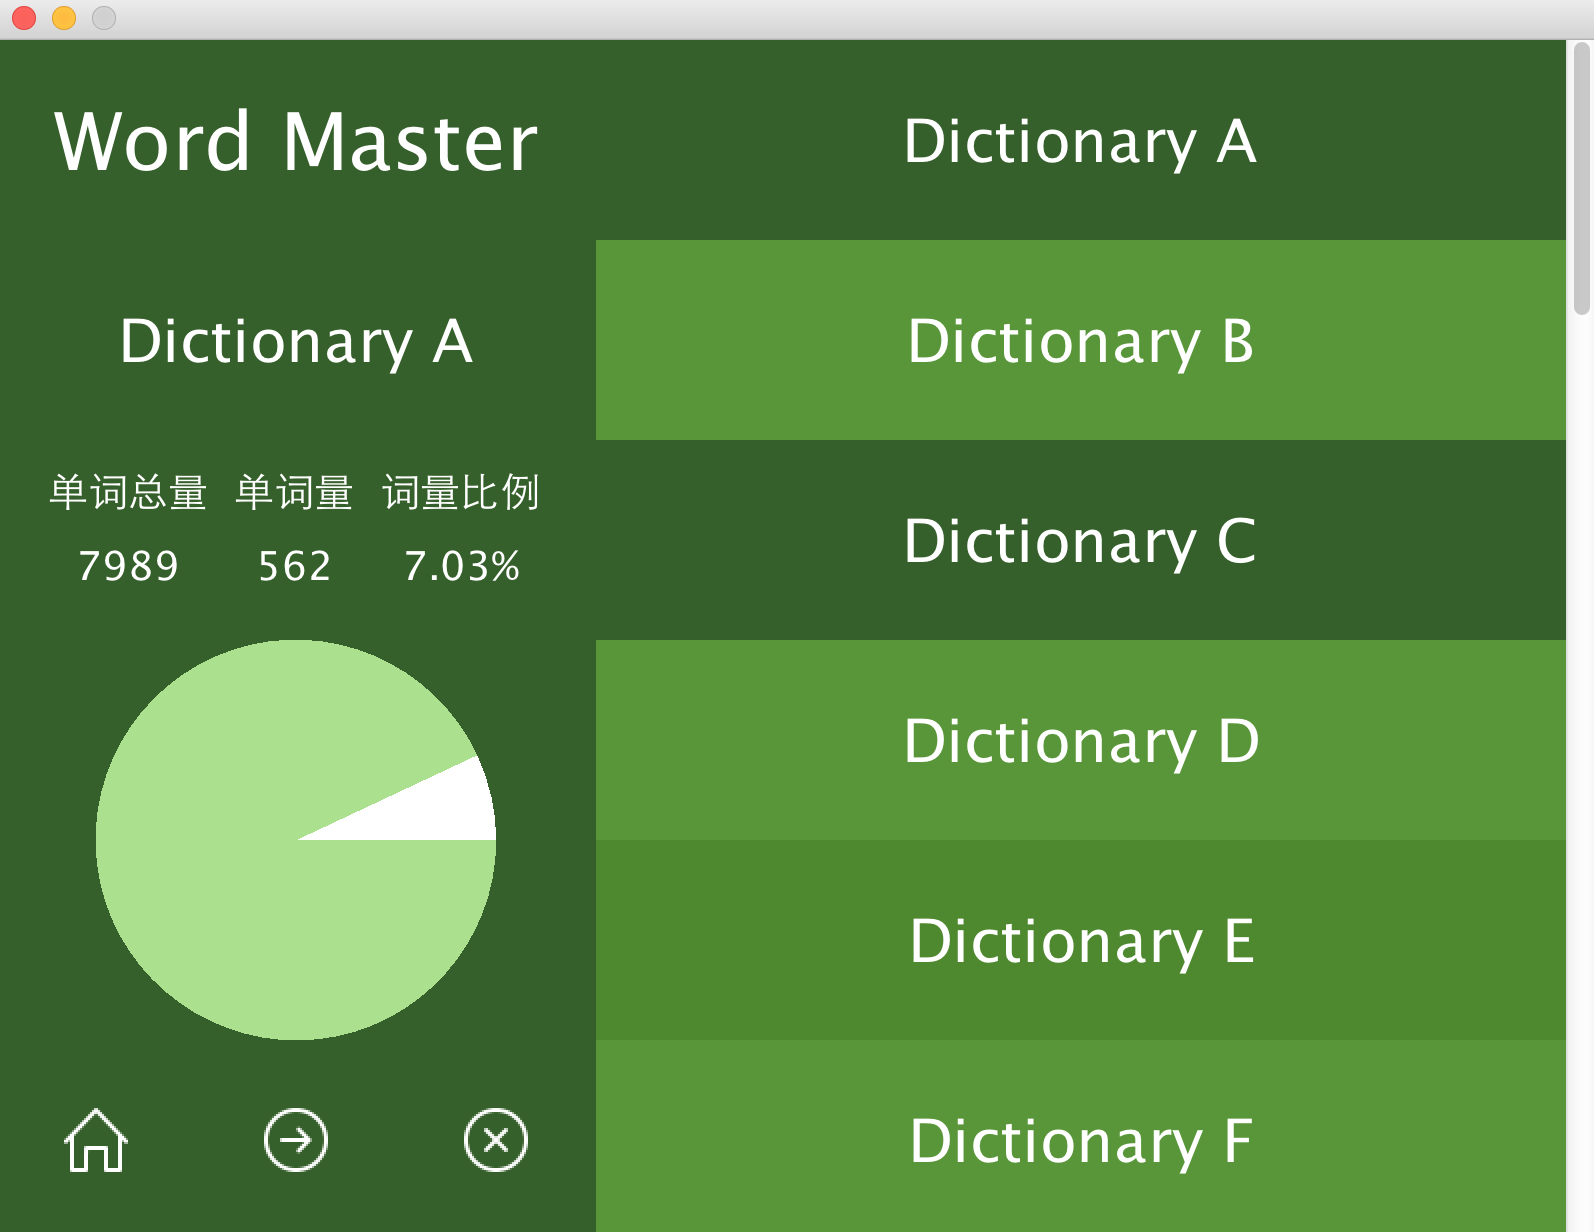 Word Master
Dictionary A
单词总量 单词量 词量比例
7989 562 7.03%
Dictionary A
Dictionary B
Dictionary C
Dictionary D
Dictionary E
Dictionary F